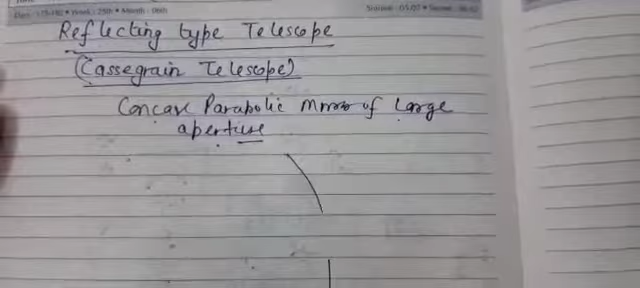 Reflecting type Telescope
(Cassegrain Telescope)
Concave Parabolic Mirror of Large
aperture